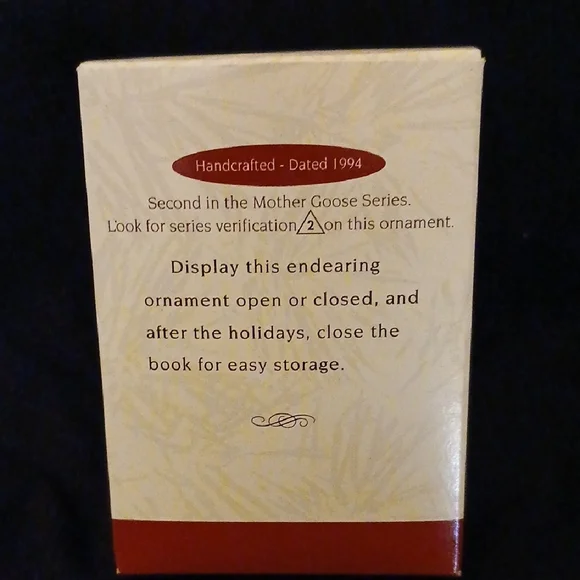 Handcrafted - Dated 1994
Second in the Mother Goose Series.
Look for series verification 2 on this ornament.
Display this endearing
ornament open or closed, and
after the holidays, close the
book for easy storage.